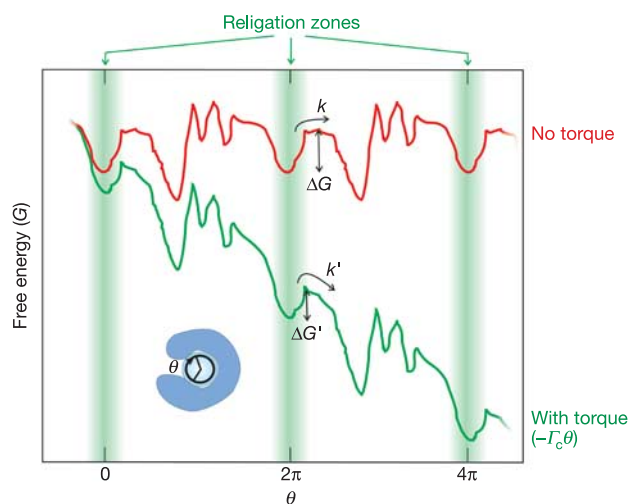 Religation zones
No torque
k
ΔG
Free energy (G)
k'
ΔG'
θ
With torque
(−Γcθ)
0
2π
4π
θ